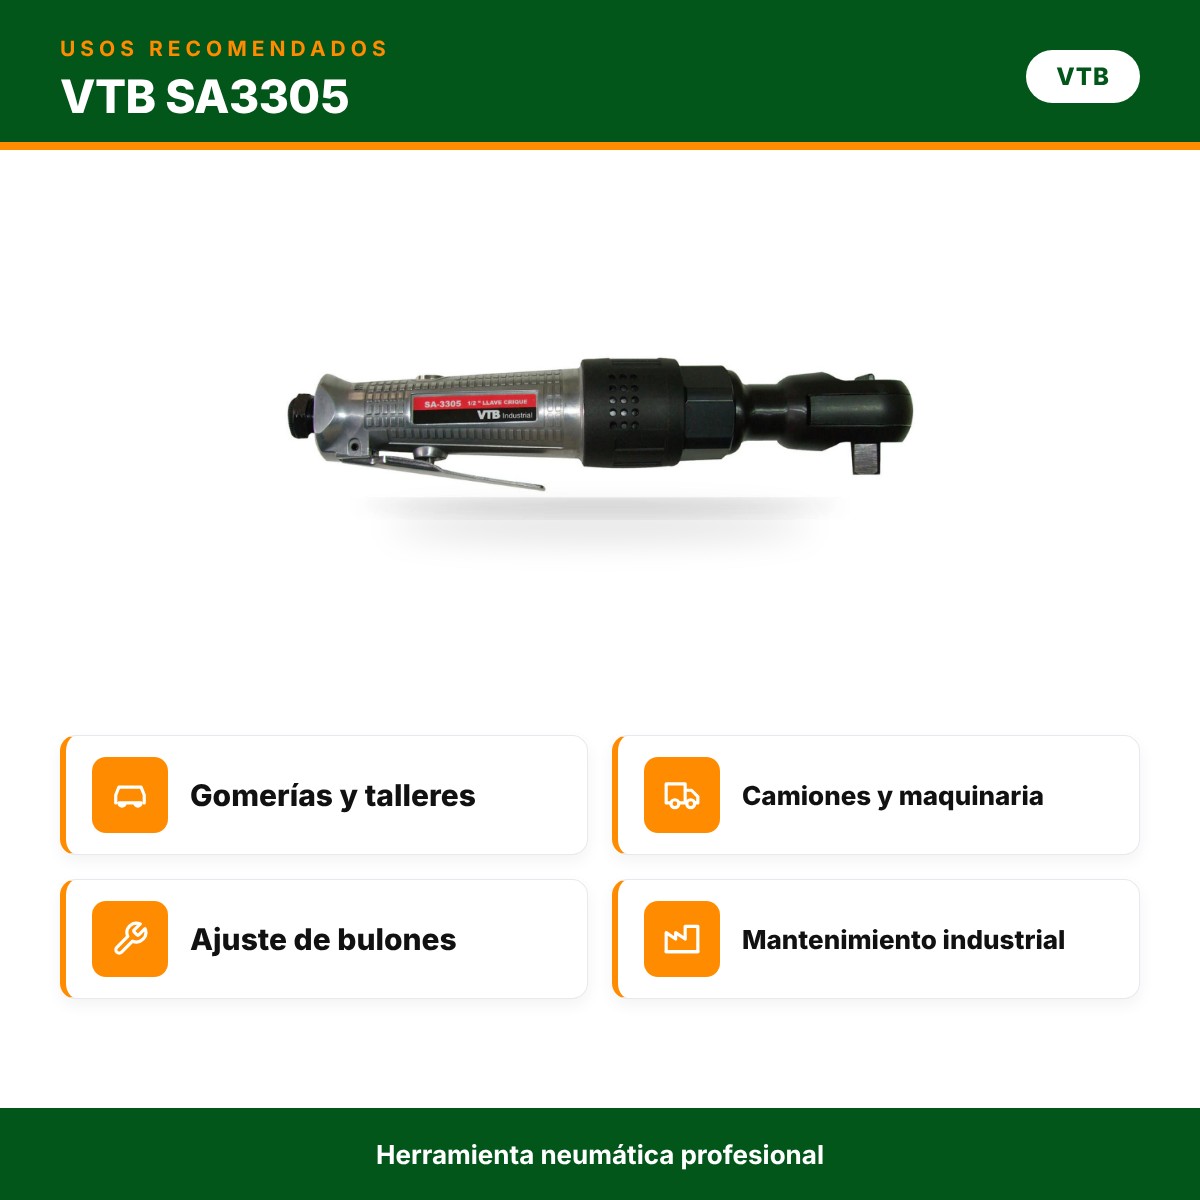 USOS RECOMENDADOS
VTB SA3305
VTB
SA-3305 1/2" LLAVE CRIQUE
VTB Industrial
Gomerías y talleres
Camiones y maquinaria
Ajuste de bulones
Mantenimiento industrial
Herramienta neumática profesional